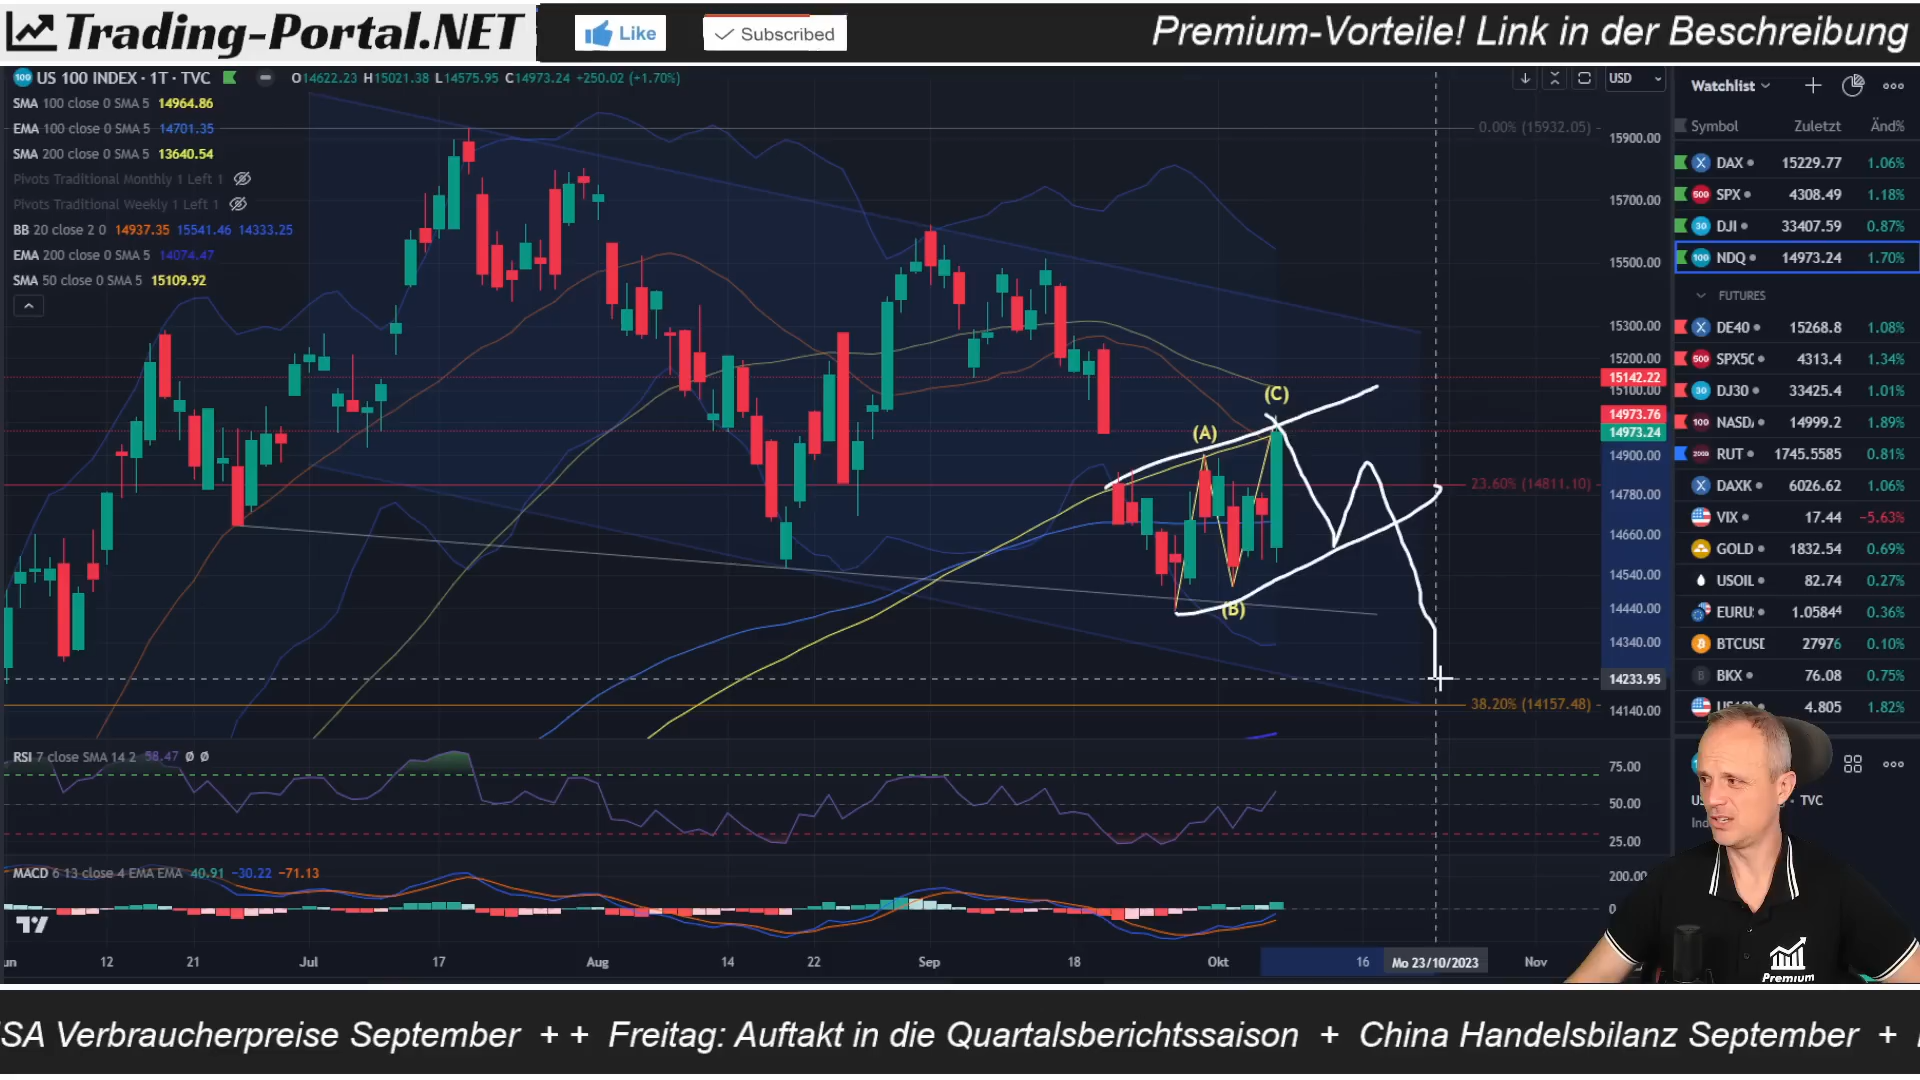 Trading-Portal.NET
Like
Subscribed
Premium-Vorteile! Link in der Beschreibung
US 100 INDEX · 1T · TVC
O14622.23 H15021.38 L14575.95 C14973.24 +250.02 (+1.70%)
SMA 100 close 0 SMA 5 14964.86
EMA 100 close 0 SMA 5 14701.35
SMA 200 close 0 SMA 5 13640.54
Pivots Traditional Monthly 1 Left 1
Pivots Traditional Weekly 1 Left 1
BB 20 close 2 0 14937.35 15541.46 14333.25
EMA 200 close 0 SMA 5 14074.47
SMA 50 close 0 SMA 5 15109.92
0.00% (15932.05)
23.60% (14811.10)
38.20% (14157.48)
(A)
(B)
(C)
USD
15900.00
15700.00
15500.00
15300.00
15200.00
15142.22
15100.00
14973.76
14973.24
14900.00
14780.00
14660.00
14540.00
14440.00
14340.00
14233.95
14140.00
RSI 7 close SMA 14 2 58.47 Ø Ø
75.00
50.00
25.00
MACD 6 13 close 4 EMA EMA 40.91 −30.22 −71.13
200.00
0
12 21 Jul 17 Aug 14 22 Sep 18 Okt 16 Mo 23/10/2023 Nov
Watchlist
Symbol Zuletzt Änd%
DAX 15229.77 1.06%
SPX 4308.49 1.18%
DJI 33407.59 0.87%
NDQ 14973.24 1.70%
FUTURES
DE40 15268.8 1.08%
SPX5 4313.4 1.34%
DJ30 33425.4 1.01%
NASD 14999.2 1.89%
RUT 1745.5585 0.81%
DAXK 6026.62 1.06%
VIX 17.44 −5.63%
GOLD 1832.54 0.69%
USOIL 82.74 0.27%
EURU 1.05844 0.36%
BTCUSD 27976 0.10%
BKX 76.08 0.75%
4.805 1.82%
TVC
Premium
SA Verbraucherpreise September + + Freitag: Auftakt in die Quartalsberichtssaison + China Handelsbilanz September +